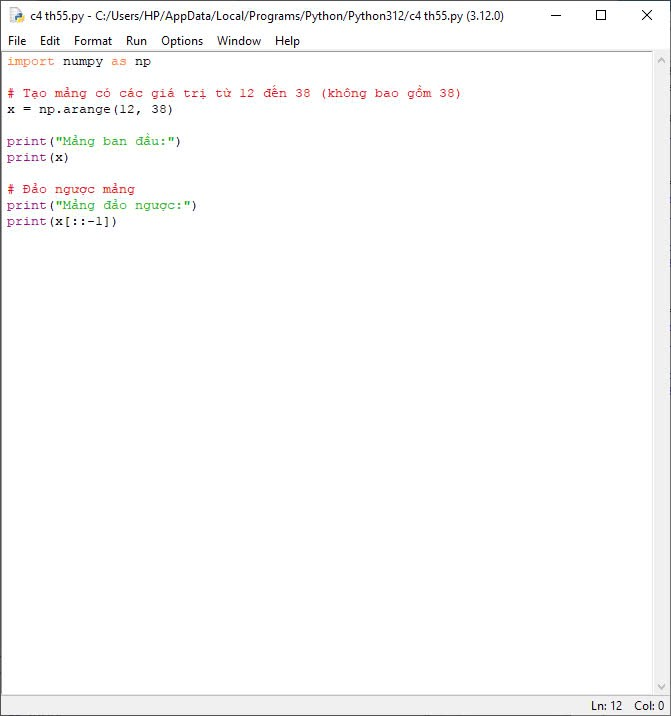 c4 th55.py - C:/Users/HP/AppData/Local/Programs/Python/Python312/c4 th55.py (3.12.0)
File Edit Format Run Options Window Help
import numpy as np
# Tạo mảng có các giá trị từ 12 đến 38 (không bao gồm 38)
x = np.arange(12, 38)
print("Mảng ban đầu:")
print(x)
# Đảo ngược mảng
print("Mảng đảo ngược:")
print(x[::-1])
Ln: 12 Col: 0